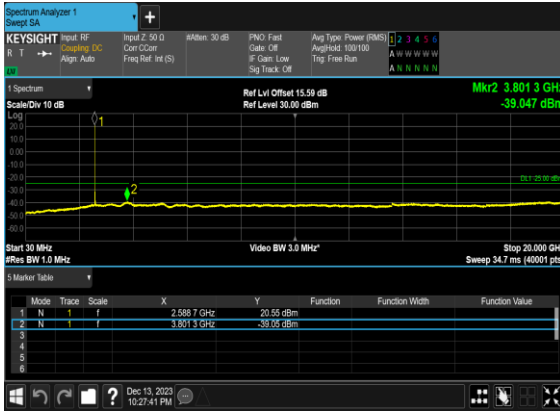 Spectrum Analyzer 1
Swept SA
KEYSIGHT Input: RF Input Z: 50 Ω #Atten: 30 dB PNO: Fast Avg Type: Power (RMS) 1 2 3 4 5 6
R T Coupling: DC Corr CCorr Gate: Off Avg|Hold: 100/100 A W W W W W
Align: Auto Freq Ref: Int (S) IF Gain: Low Trig: Free Run
Sig Track: Off A N N N N N
1 Spectrum Ref Lvl Offset 15.59 dB Mkr2 3.801 3 GHz
Scale/Div 10 dB Ref Level 30.00 dBm -39.047 dBm
Log
20.0
10.0
0.00
-10.0
-20.0
-30.0
-40.0
-50.0
-60.0
1
2
DL1 -25.00 dBm
Start 30 MHz Video BW 3.0 MHz* Stop 20.000 GHz
#Res BW 1.0 MHz Sweep 34.7 ms (40001 pts)
5 Marker Table
Mode Trace Scale X Y Function Function Width Function Value
1 N 1 f 2.588 7 GHz 20.55 dBm
2 N 1 f 3.801 3 GHz -39.05 dBm
3
4
5
6
? Dec 13, 2023
10:27:41 PM